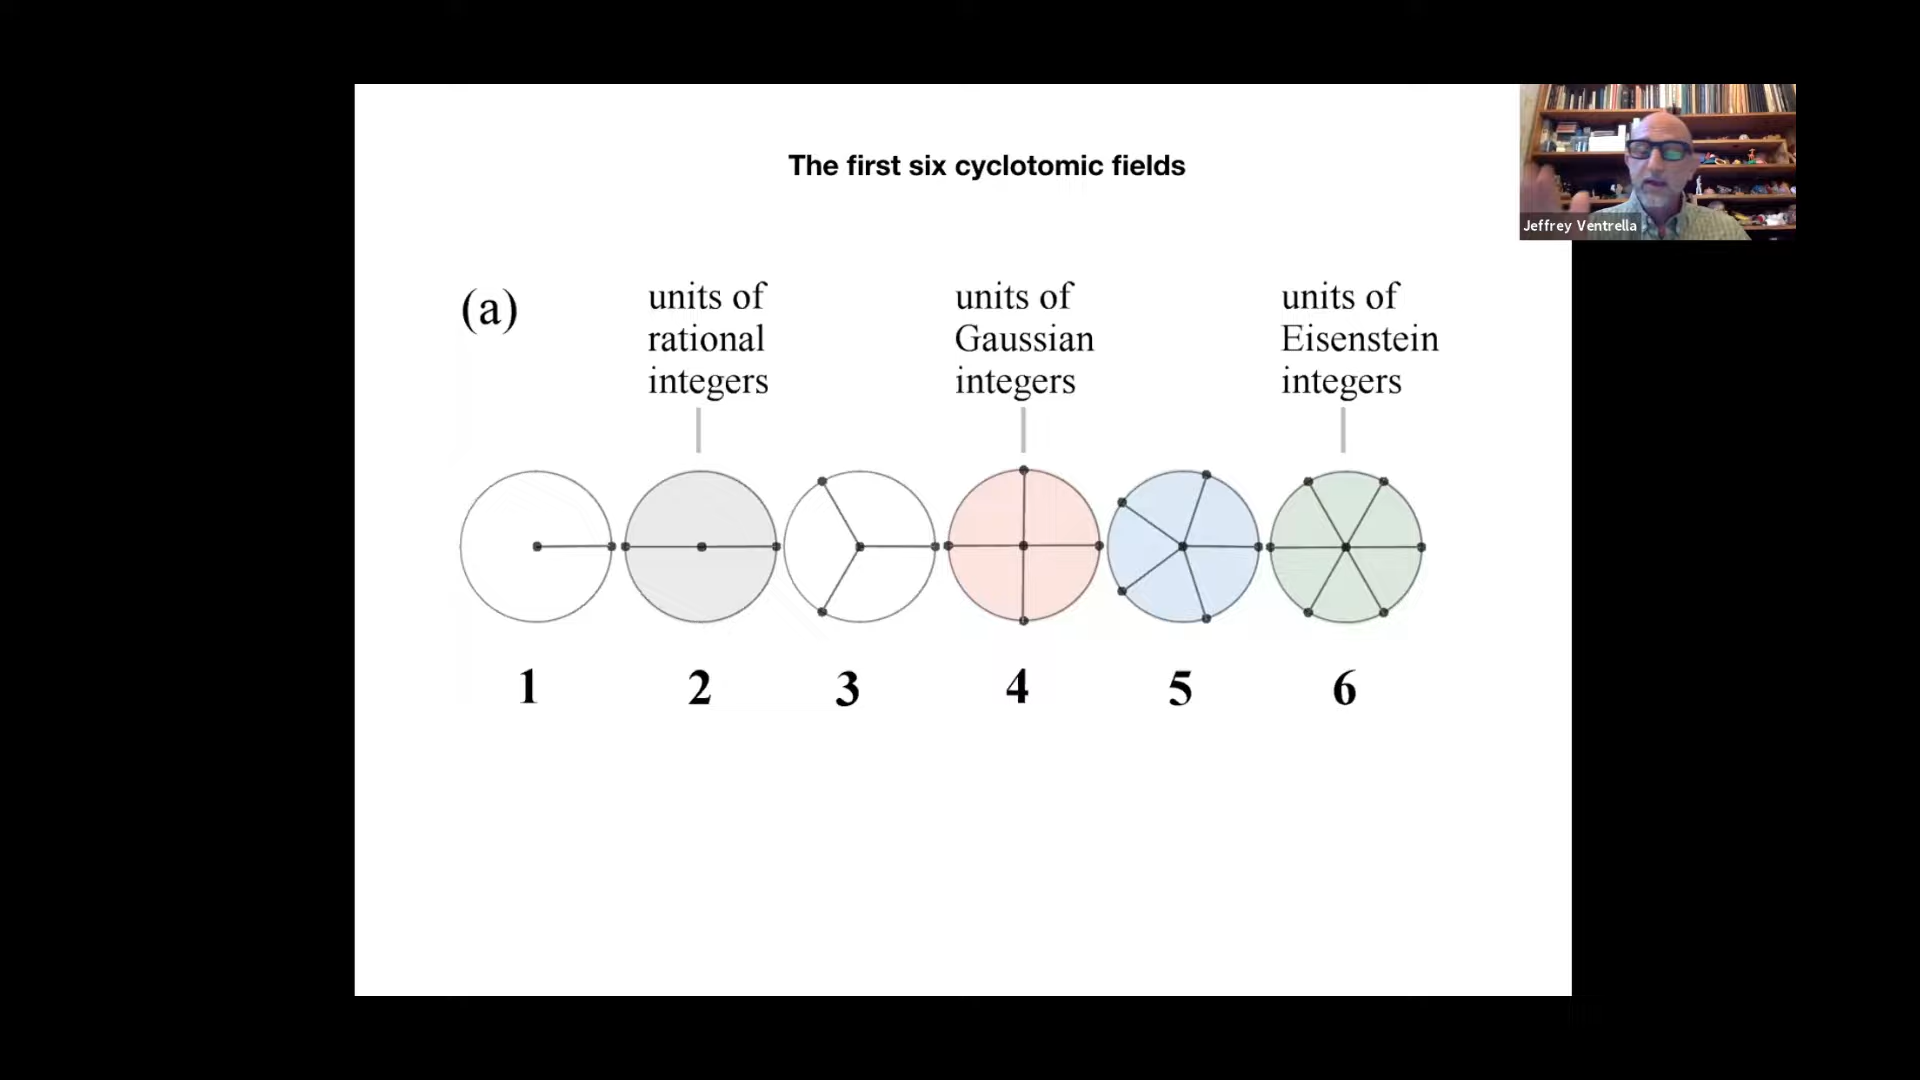 The first six cyclotomic fields
Jeffrey Ventrella
(a)
units of
rational
integers
units of
Gaussian
integers
units of
Eisenstein
integers
1 2 3 4 5 6